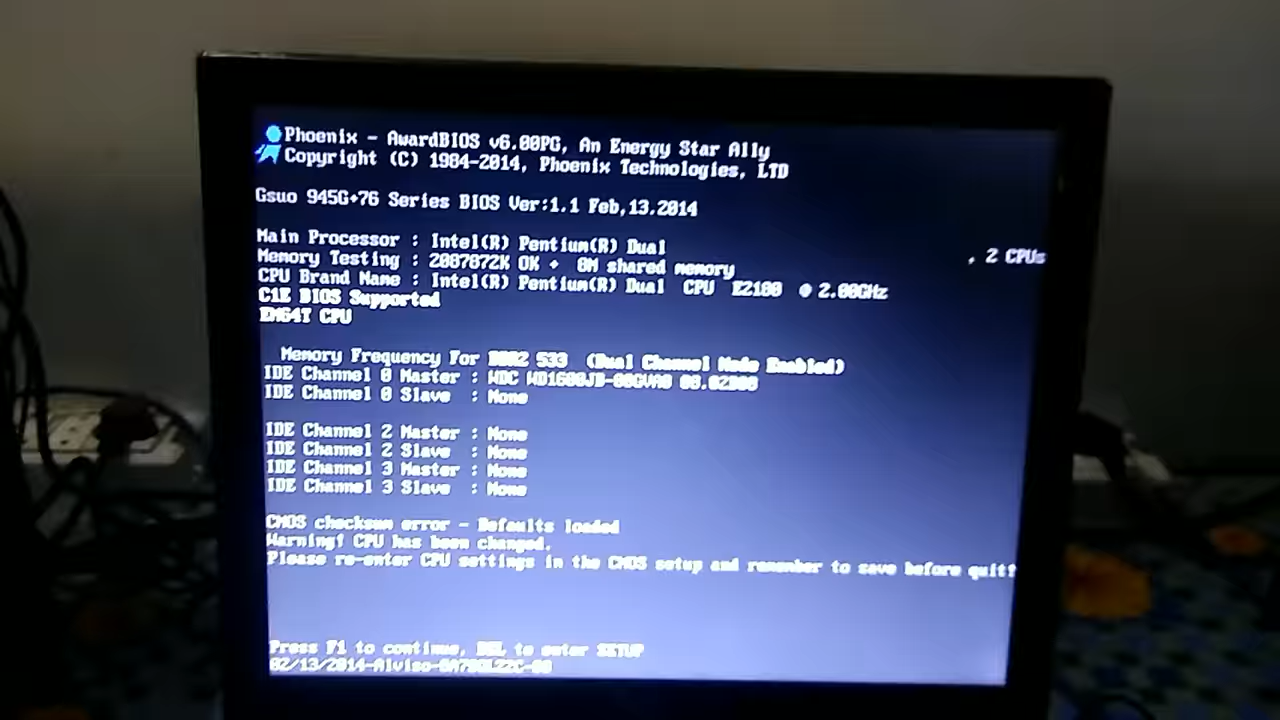 Phoenix - AwardBIOS v6.00PG, An Energy Star Ally
Copyright (C) 1984-2014, Phoenix Technologies, LTD
Gsuo 945G+76 Series BIOS Ver:1.1 Feb,13.2014
Main Processor : Intel(R) Pentium(R) Dual , 2 CPUs
Memory Testing : 2087872K OK + 8M shared memory
CPU Brand Name : Intel(R) Pentium(R) Dual CPU E2180 @ 2.00GHz
C1E BIOS Supported
EM64T CPU
Memory Frequency For DDR2 533 (Dual Channel Mode Enabled)
IDE Channel 0 Master : WDC WD1600JB-00GVA0 08.02D08
IDE Channel 0 Slave : None
IDE Channel 2 Master : None
IDE Channel 2 Slave : None
IDE Channel 3 Master : None
IDE Channel 3 Slave : None
CMOS checksum error - Defaults loaded
Warning! CPU has been changed.
Please re-enter CPU settings in the CMOS setup and remember to save before quit!
Press F1 to continue, DEL to enter SETUP